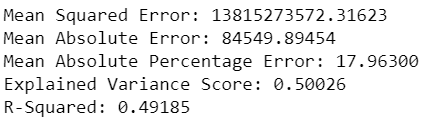 Mean Squared Error: 13815273572.31623
Mean Absolute Error: 84549.89454
Mean Absolute Percentage Error: 17.96300
Explained Variance Score: 0.50026
R-Squared: 0.49185